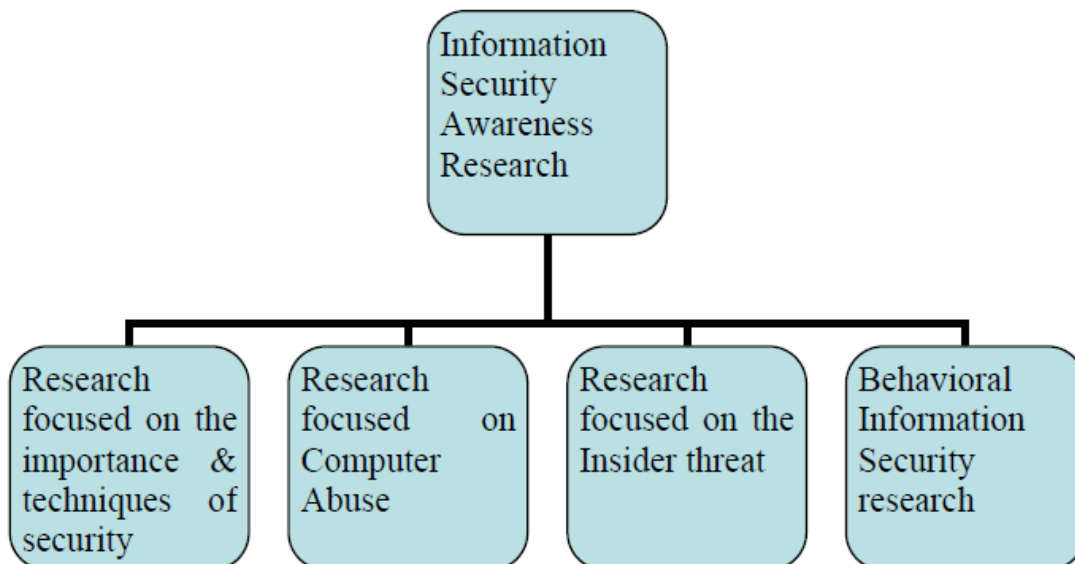 Information
Security
Awareness
Research
Research
focused on the
importance &
techniques of
security
Research
focused on
Computer
Abuse
Research
focused on the
Insider threat
Behavioral
Information
Security
research